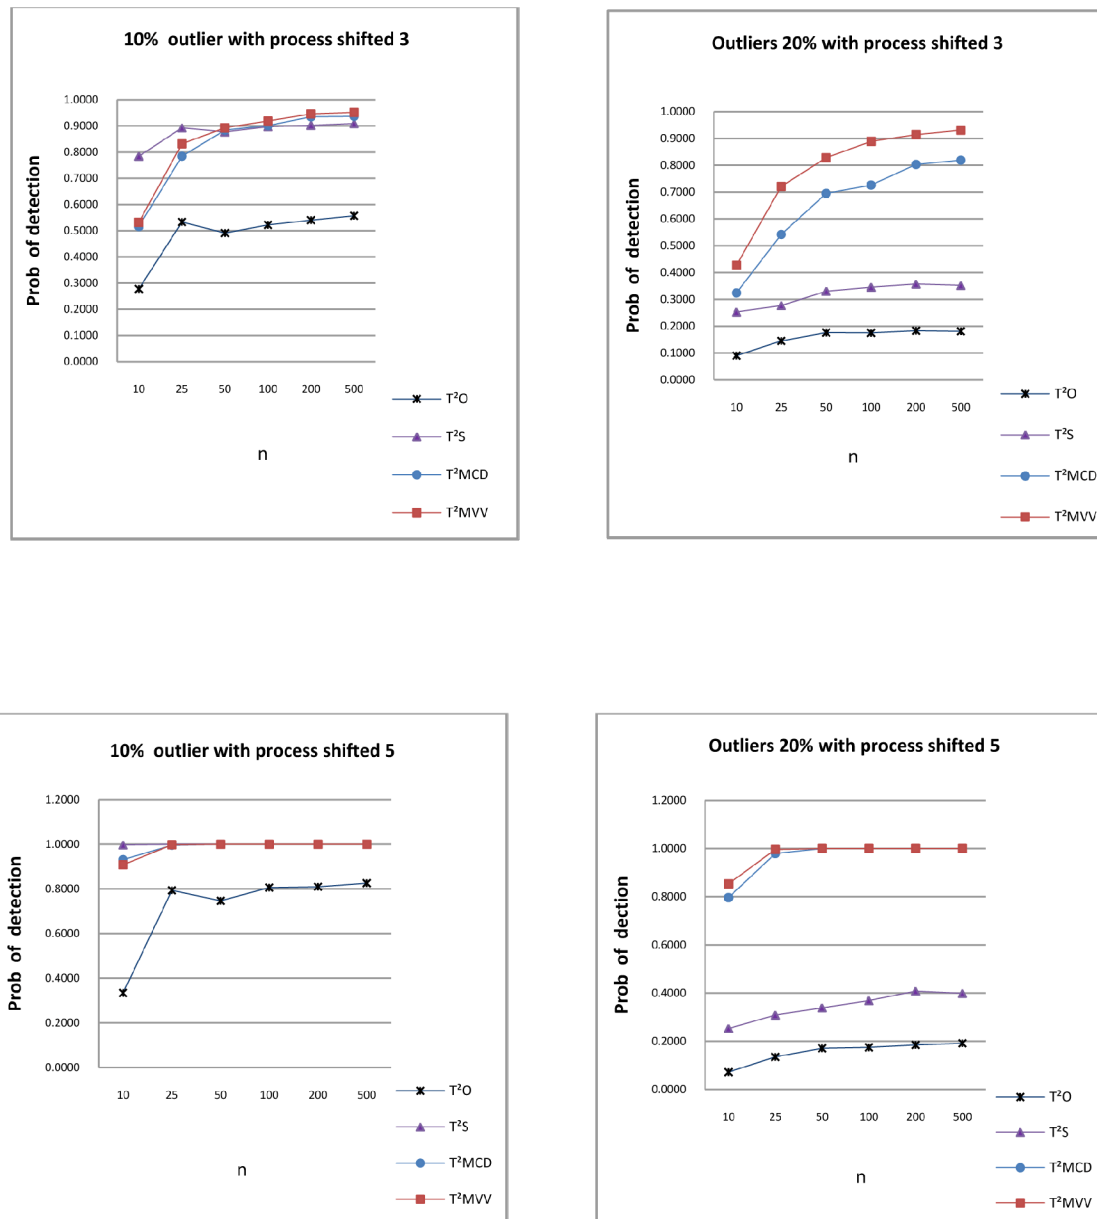 10% outlier with process shifted 3
Prob of detection
1.0000
0.9000
0.8000
0.7000
0.6000
0.5000
0.4000
0.3000
0.2000
0.1000
0.0000
10 25 50 100 200 500
n
T²O
T²S
T²MCD
T²MVV
Outliers 20% with process shifted 3
Prob of detection
1.0000
0.9000
0.8000
0.7000
0.6000
0.5000
0.4000
0.3000
0.2000
0.1000
0.0000
10 25 50 100 200 500
n
T²O
T²S
T²MCD
T²MVV
10% outlier with process shifted 5
Prob of detection
1.2000
1.0000
0.8000
0.6000
0.4000
0.2000
0.0000
10 25 50 100 200 500
n
T²O
T²S
T²MCD
T²MVV
Outliers 20% with process shifted 5
Prob of dection
1.2000
1.0000
0.8000
0.6000
0.4000
0.2000
0.0000
10 25 50 100 200 500
n
T²O
T²S
T²MCD
T²MVV